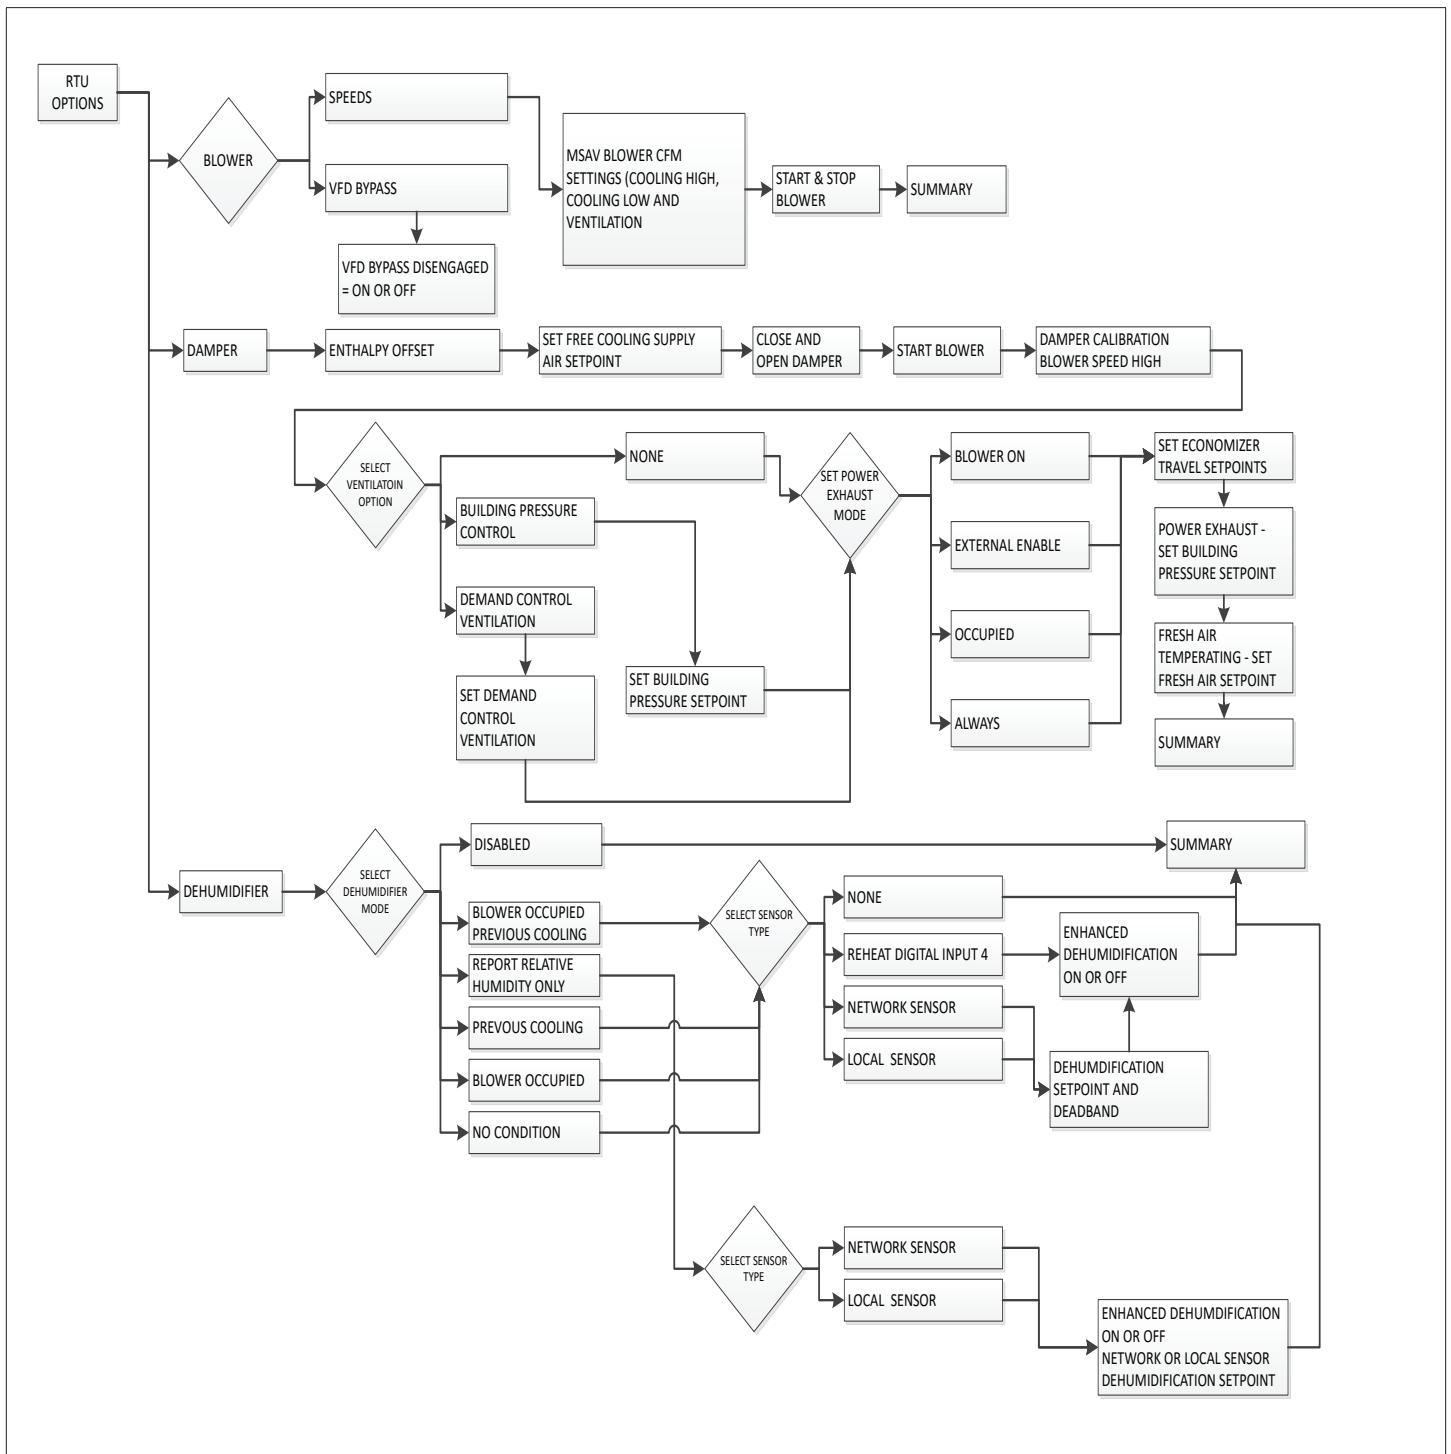 RTU
OPTIONS
BLOWER
SPEEDS
VFD BYPASS
VFD BYPASS DISENGAGED
= ON OR OFF
MSAV BLOWER CFM
SETTINGS (COOLING HIGH,
COOLING LOW AND
VENTILATION
START & STOP
BLOWER
SUMMARY
DAMPER
ENTHALPY OFFSET
SET FREE COOLING SUPPLY
AIR SETPOINT
CLOSE AND
OPEN DAMPER
START BLOWER
DAMPER CALIBRATION
BLOWER SPEED HIGH
SELECT
VENTILATOIN
OPTION
NONE
BUILDING PRESSURE
CONTROL
DEMAND CONTROL
VENTILATION
SET DEMAND
CONTROL
VENTILATION
SET BUILDING
PRESSURE SETPOINT
SET POWER
EXHAUST
MODE
BLOWER ON
EXTERNAL ENABLE
OCCUPIED
ALWAYS
SET ECONOMIZER
TRAVEL SETPOINTS
POWER EXHAUST -
SET BUILDING
PRESSURE SETPOINT
FRESH AIR
TEMPERATING - SET
FRESH AIR SETPOINT
SUMMARY
DEHUMIDIFIER
SELECT
DEHUMIDIFIER
MODE
DISABLED
BLOWER OCCUPIED
PREVIOUS COOLING
REPORT RELATIVE
HUMIDITY ONLY
PREVOUS COOLING
BLOWER OCCUPIED
NO CONDITION
SELECT SENSOR
TYPE
NONE
REHEAT DIGITAL INPUT 4
NETWORK SENSOR
LOCAL SENSOR
ENHANCED
DEHUMIDIFICATION
ON OR OFF
DEHUMDIFICATION
SETPOINT AND
DEADBAND
SUMMARY
SELECT SENSOR
TYPE
NETWORK SENSOR
LOCAL SENSOR
ENHANCED DEHUMDIFICATION
ON OR OFF
NETWORK OR LOCAL SENSOR
DEHUMIDIFICATION SETPOINT